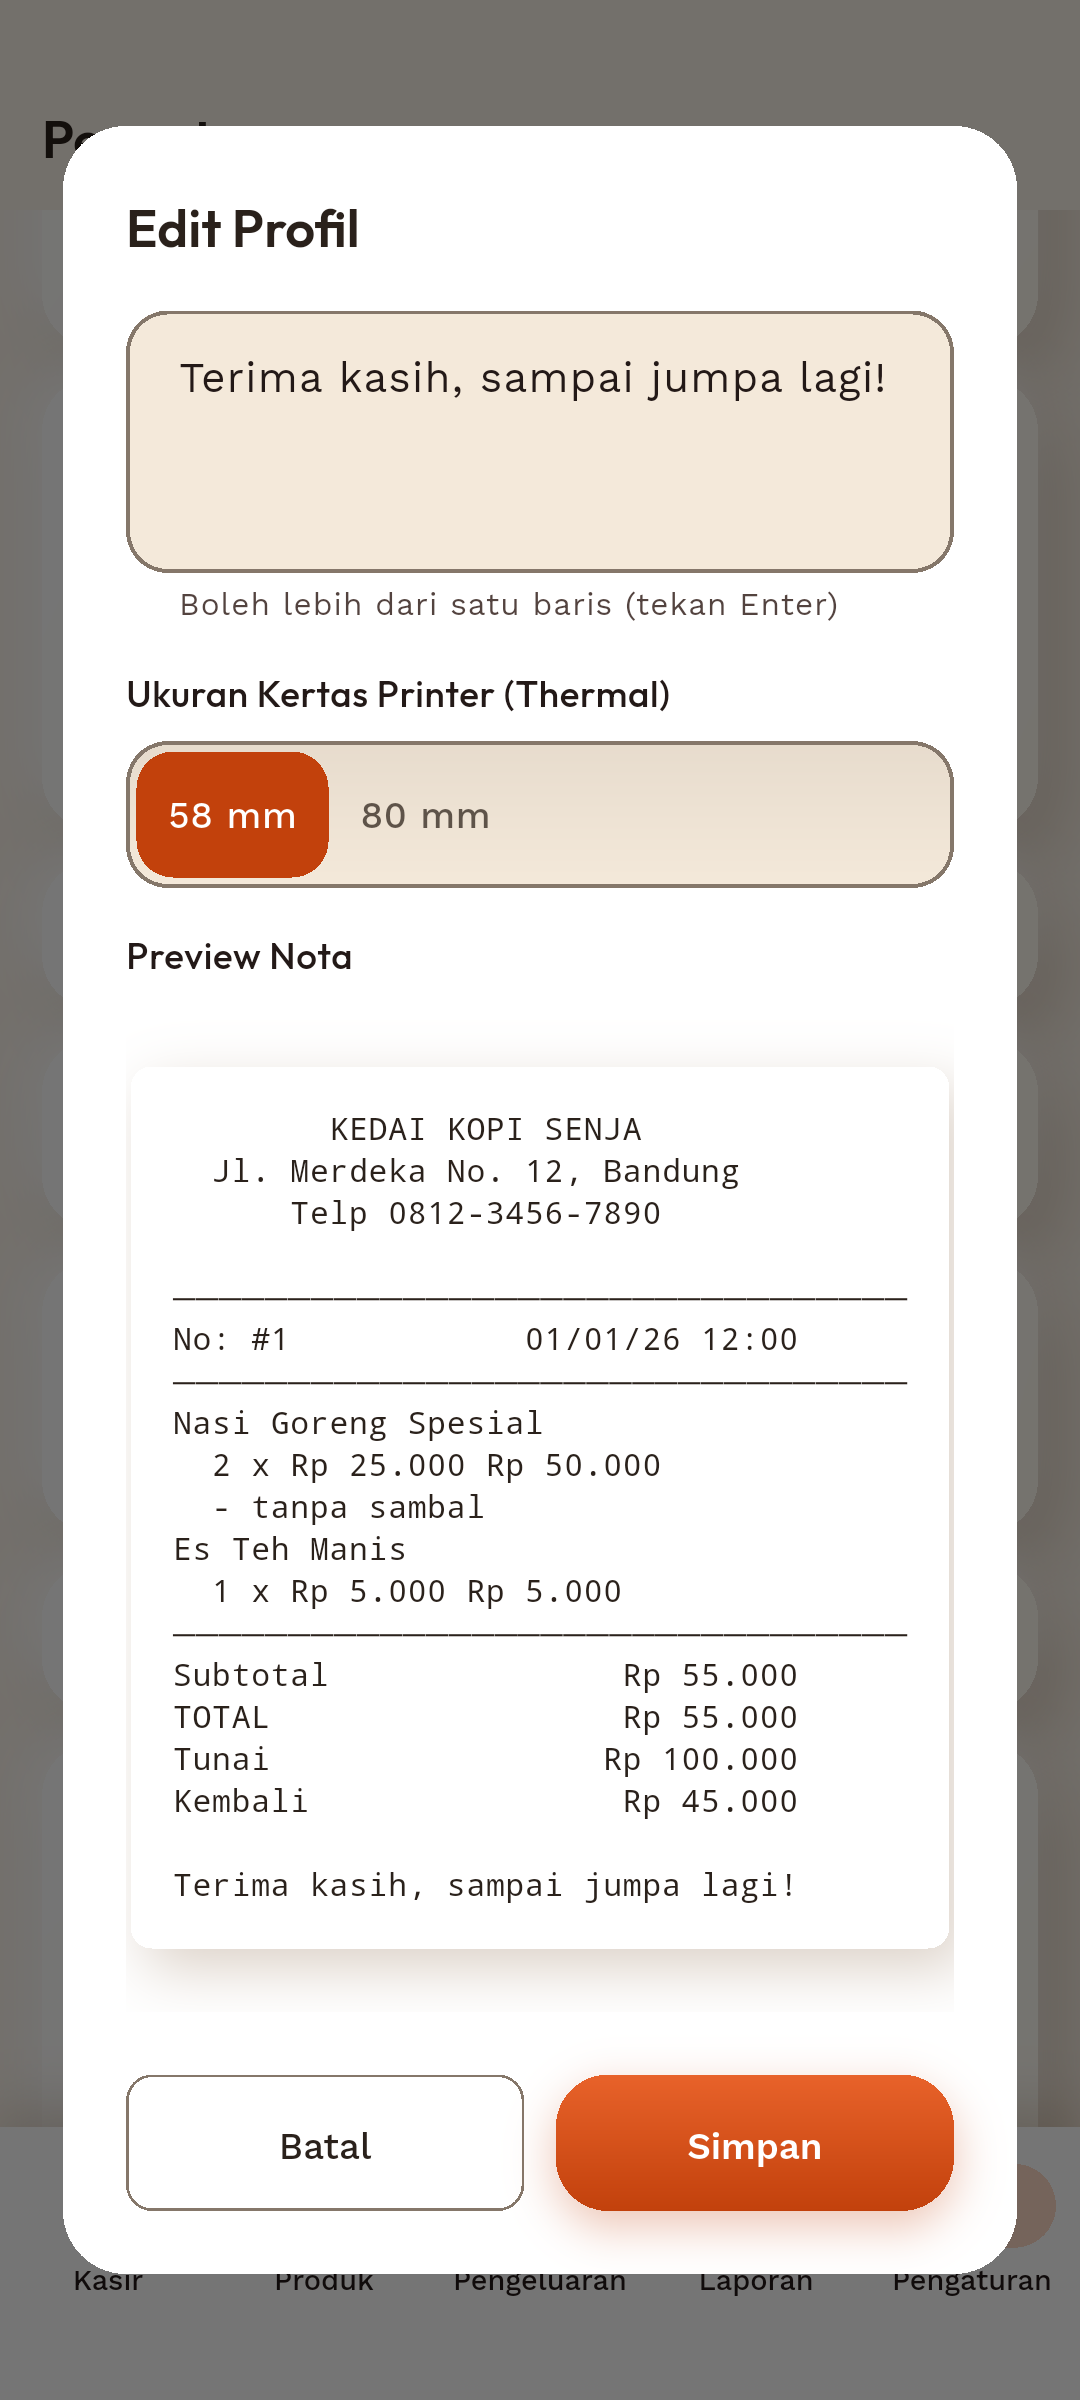 Edit Profil
Terima kasih, sampai jumpa lagi!
Boleh lebih dari satu baris (tekan Enter)
Ukuran Kertas Printer (Thermal)
58 mm 80 mm
Preview Nota
KEDAI KOPI SENJA
Jl. Merdeka No. 12, Bandung
Telp 0812-3456-7890
No: #1 01/01/26 12:00
Nasi Goreng Spesial
2 x Rp 25.000 Rp 50.000
- tanpa sambal
Es Teh Manis
1 x Rp 5.000 Rp 5.000
Subtotal Rp 55.000
TOTAL Rp 55.000
Tunai Rp 100.000
Kembali Rp 45.000
Terima kasih, sampai jumpa lagi!
Batal Simpan
Kasir Produk Pengeluaran Laporan Pengaturan